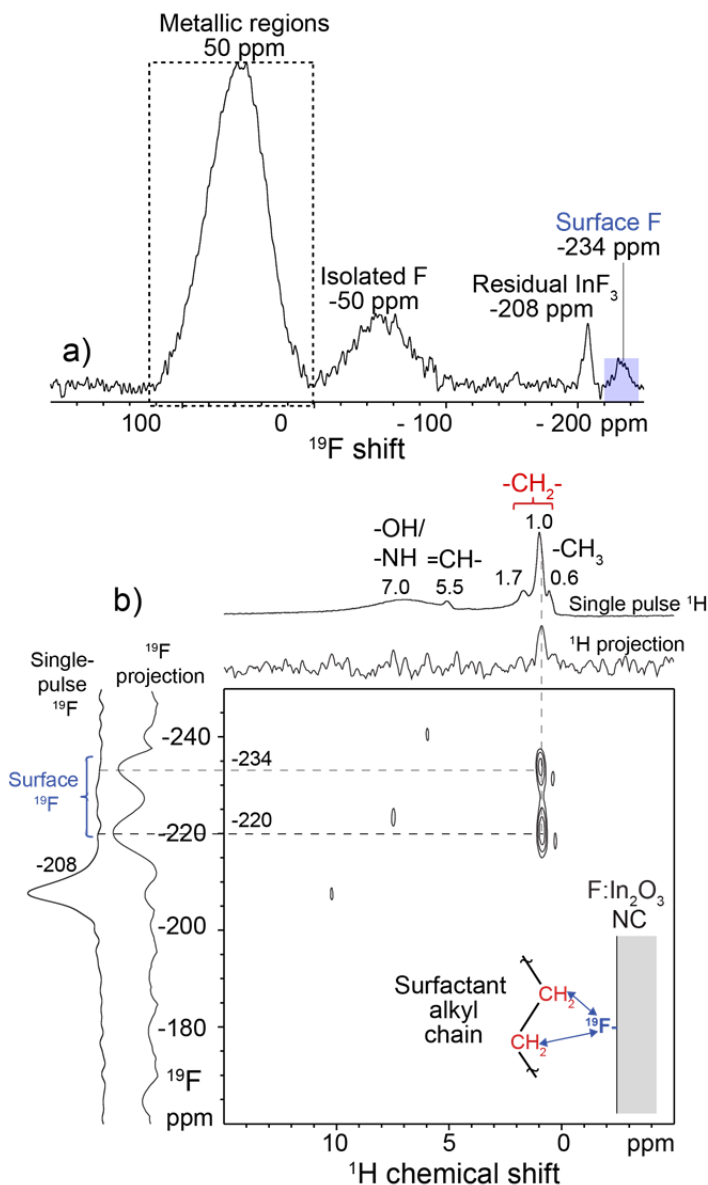 Metallic regions
50 ppm
Surface F
-234 ppm
Isolated F
-50 ppm
Residual InF₃
-208 ppm
a)
100 0 - 100 - 200 ppm
¹⁹F shift
-CH₂-
-OH/
-NH =CH-
7.0 5.5
1.0
-CH₃
1.7 0.6
b)
Single pulse ¹H
¹H projection
Single-
pulse
¹⁹F
¹⁹F
projection
Surface
¹⁹F
-208
-240
-220
-200
-180
¹⁹F
ppm
-234
-220
F:In₂O₃
NC
Surfactant
alkyl
chain
CH₂
CH₂
¹⁹F-
10 5 0 ppm
¹H chemical shift